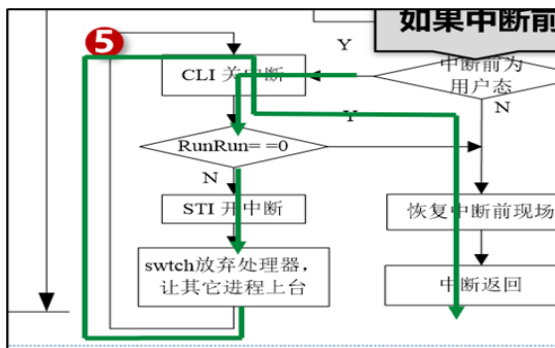 如果中断前
5
Y
CLI 关中断
中断前为
用户态
Y
N
RunRun= =0
N
STI 开中断
恢复中断前现场
swtch放弃处理器，
让其它进程上台
中断返回